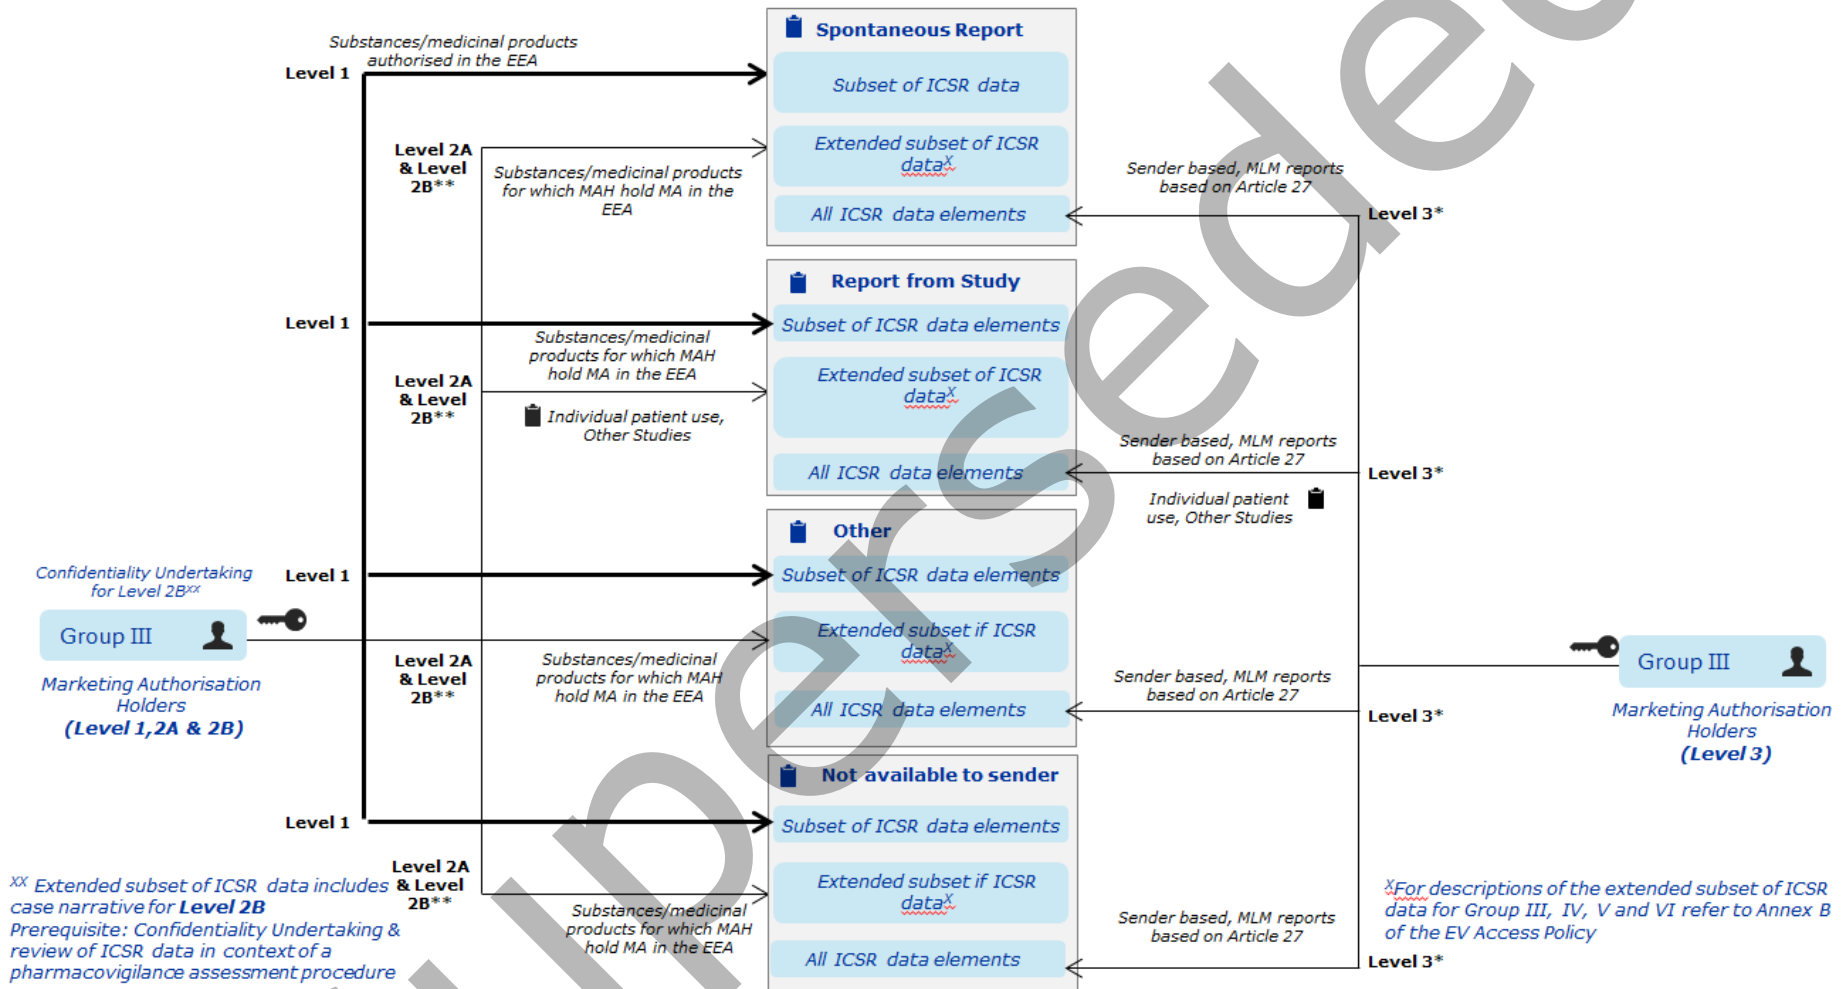 Spontaneous Report
Substances/medicinal products
authorised in the EEA
Level 1
Subset of ICSR data
Level 2A
& Level
2B**
Substances/medicinal products
for which MAH hold MA in the
EEA
Extended subset of ICSR
dataX
All ICSR data elements
Sender based, MLM reports
based on Article 27
Level 3*
Report from Study
Level 1
Subset of ICSR data elements
Substances/medicinal
products for which MAH
hold MA in the EEA
Level 2A
& Level
2B**
Extended subset of ICSR
dataX
Individual patient use,
Other Studies
All ICSR data elements
Sender based, MLM reports
based on Article 27
Level 3*
Individual patient
use, Other Studies
Other
Level 1
Subset of ICSR data elements
Confidentiality Undertaking
for Level 2BXX
Group III
Marketing Authorisation
Holders
(Level 1,2A & 2B)
Extended subset if ICSR
dataX
Level 2A
& Level
2B**
Substances/medicinal
products for which MAH
hold MA in the EEA
All ICSR data elements
Sender based, MLM reports
based on Article 27
Level 3*
Group III
Marketing Authorisation
Holders
(Level 3)
Not available to sender
Level 1
Subset of ICSR data elements
Level 2A
& Level
2B**
Extended subset if ICSR
dataX
Substances/medicinal
products for which MAH
hold MA in the EEA
All ICSR data elements
Sender based, MLM reports
based on Article 27
Level 3*
XX Extended subset of ICSR data includes
case narrative for Level 2B
Prerequisite: Confidentiality Undertaking &
review of ICSR data in context of a
pharmacovigilance assessment procedure
XFor descriptions of the extended subset of ICSR
data for Group III, IV, V and VI refer to Annex B
of the EV Access Policy
upersed